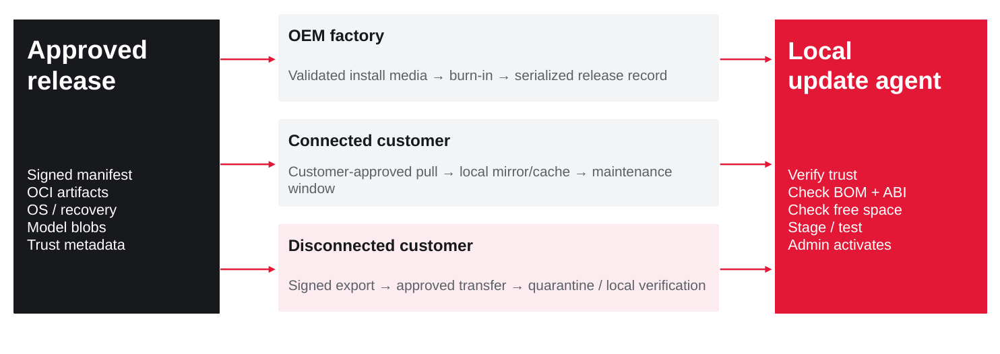 Approved
release
Signed manifest
OCI artifacts
OS / recovery
Model blobs
Trust metadata
OEM factory
Validated install media → burn-in → serialized release record
Connected customer
Customer-approved pull → local mirror/cache → maintenance
window
Disconnected customer
Signed export → approved transfer → quarantine / local verification
Local
update agent
Verify trust
Check BOM + ABI
Check free space
Stage / test
Admin activates